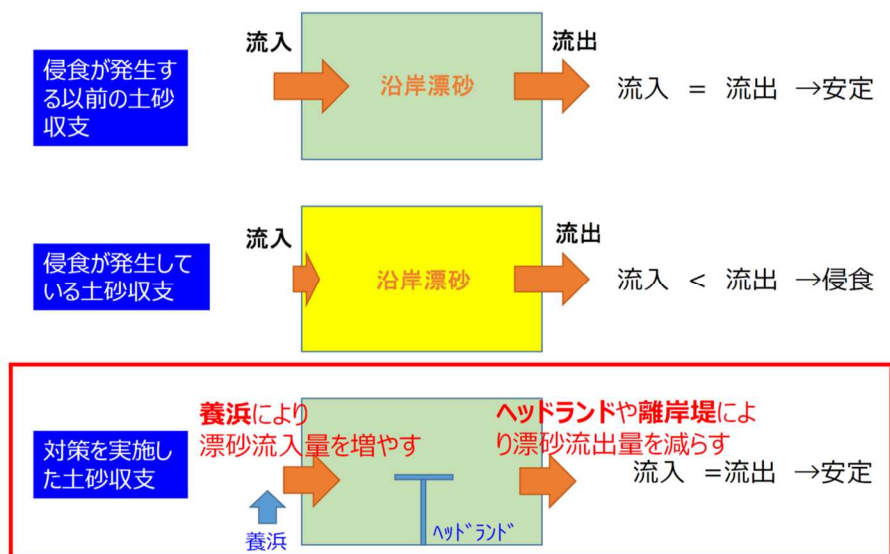 侵食が発生す
る以前の土砂
収支
流入
沿岸漂砂
流出
流入 = 流出 →安定
侵食が発生して
いる土砂収支
流入
沿岸漂砂
流出
流入 < 流出 →侵食
対策を実施し
た土砂収支
養浜により
漂砂流入量を増やす
養浜
ﾍｯﾄﾞﾗﾝﾄﾞ
ヘッドランドや離岸堤によ
り漂砂流出量を減らす
流入 =流出 →安定